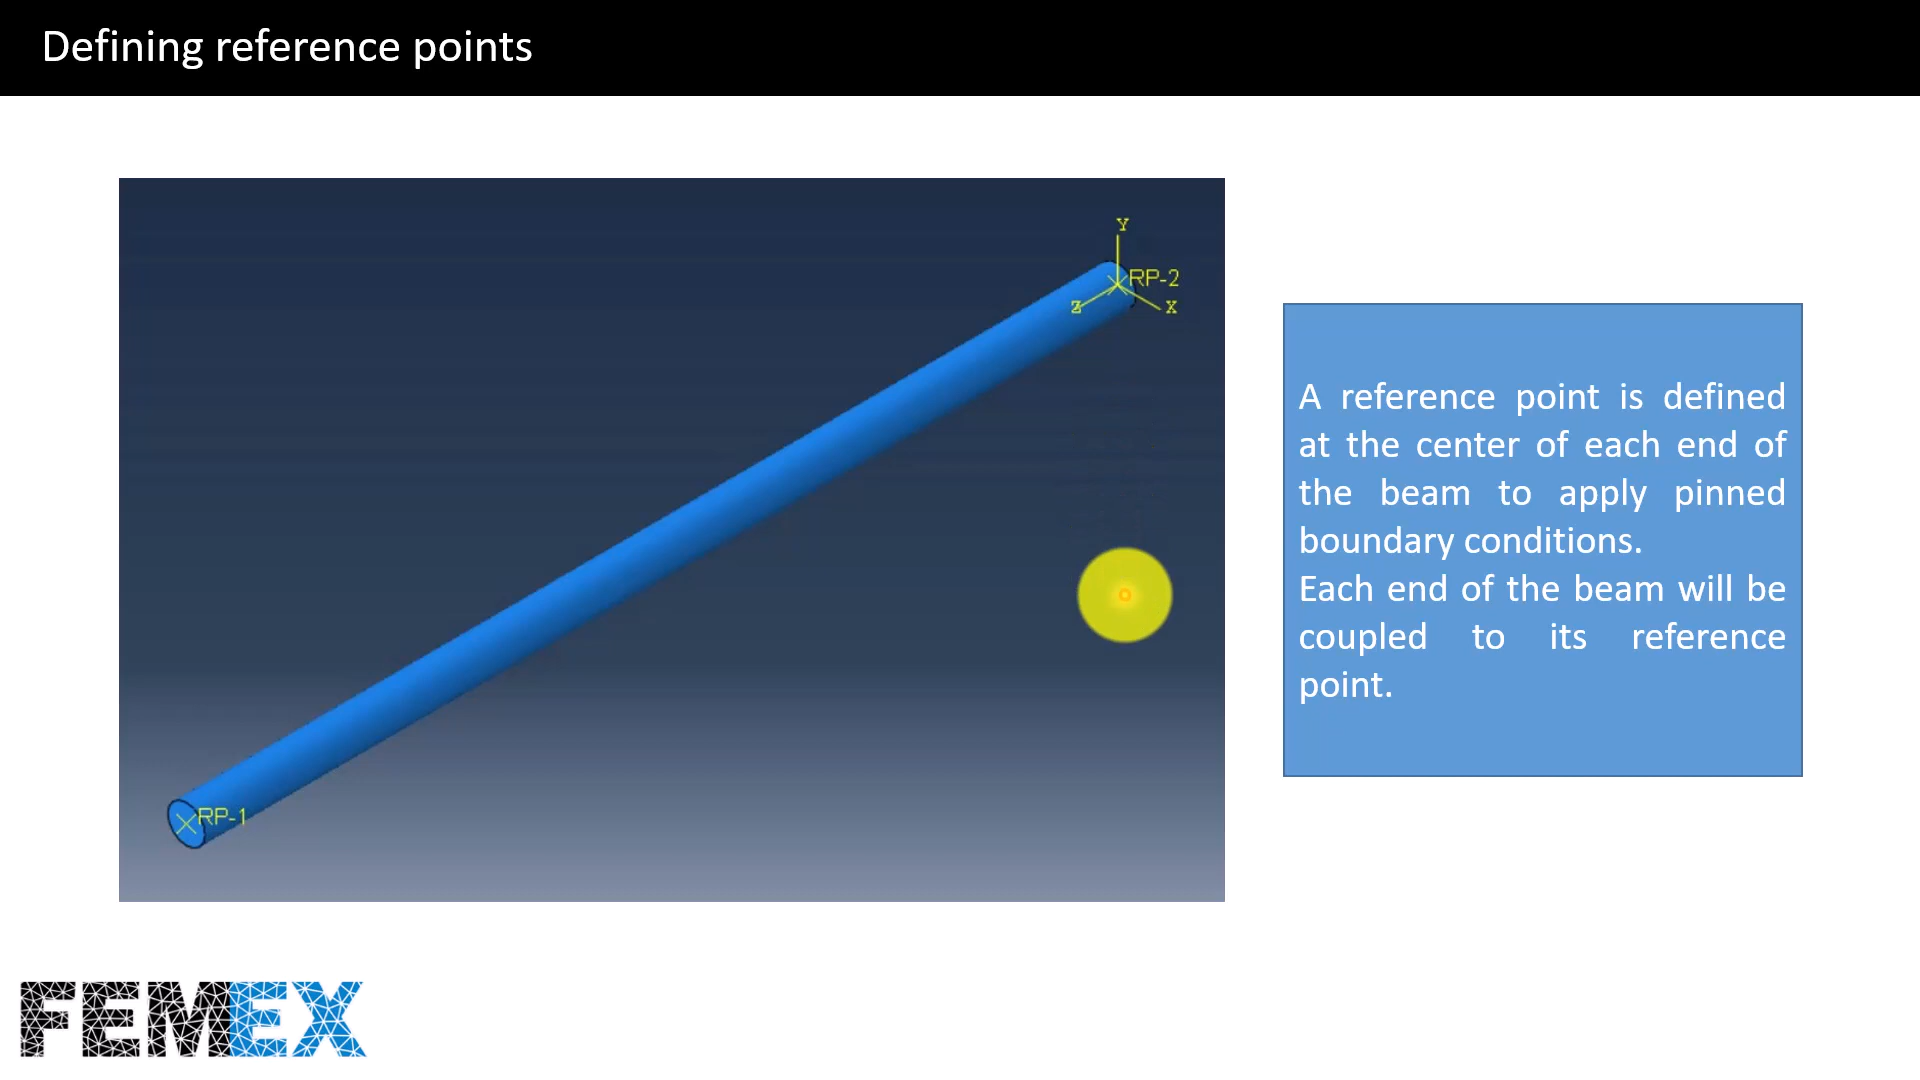 Defining reference points
Y
RP-2
Z
X
RP-1
A reference point is defined
at the center of each end of
the beam to apply pinned
boundary conditions.
Each end of the beam will be
coupled to its reference
point.
FEMEX